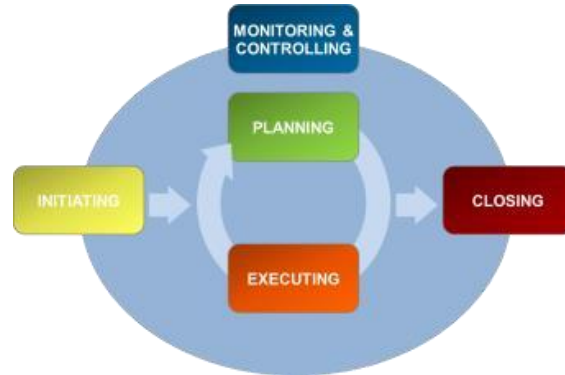 MONITORING &
CONTROLLING
PLANNING
INITIATING
CLOSING
EXECUTING